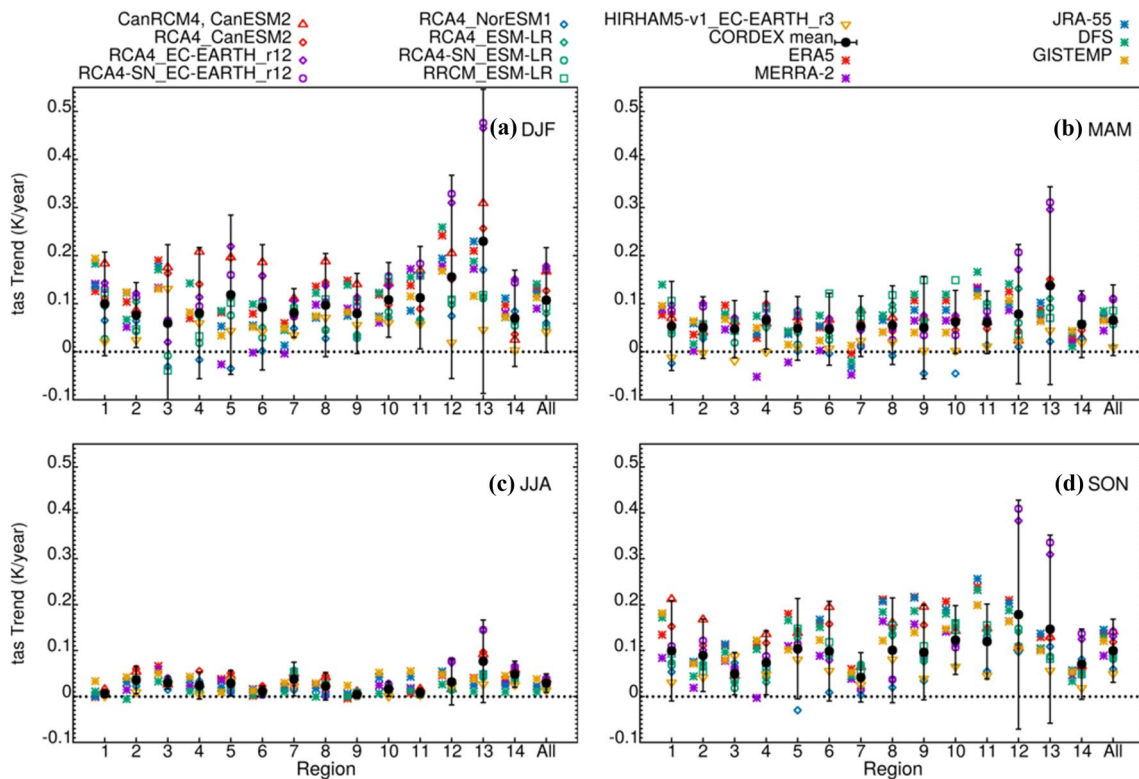 CanRCM4, CanESM2
RCA4_CanESM2
RCA4_EC-EARTH_r12
RCA4-SN_EC-EARTH_r12
RCA4_NorESM1
RCA4_ESM-LR
RCA4-SN_ESM-LR
RRCM_ESM-LR
HIRHAM5-v1_EC-EARTH_r3
CORDEX mean
ERA5
MERRA-2
JRA-55
DFS
GISTEMP
(a) DJF
tas Trend (K/year)
0.5
0.4
0.3
0.2
0.1
0
-0.1
1 2 3 4 5 6 7 8 9 10 11 12 13 14 All
(b) MAM
0.5
0.4
0.3
0.2
0.1
0
-0.1
1 2 3 4 5 6 7 8 9 10 11 12 13 14 All
(c) JJA
tas Trend (K/year)
0.5
0.4
0.3
0.2
0.1
0
-0.1
1 2 3 4 5 6 7 8 9 10 11 12 13 14 All
Region
(d) SON
0.5
0.4
0.3
0.2
0.1
0
-0.1
1 2 3 4 5 6 7 8 9 10 11 12 13 14 All
Region